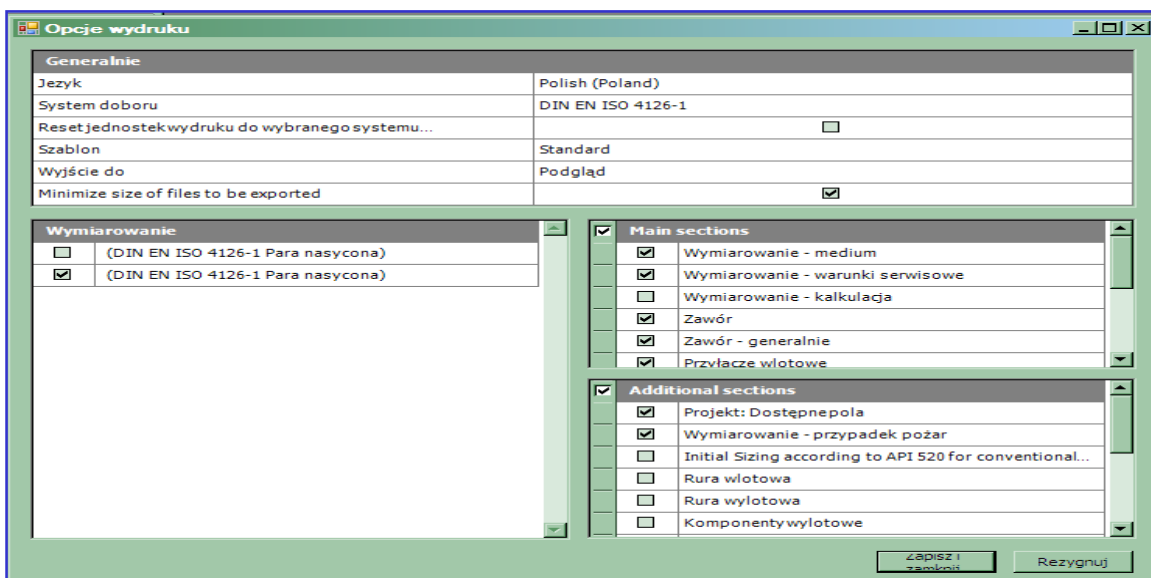 Opcje wydruku
Generalnie
Jezyk Polish (Poland)
System doboru DIN EN ISO 4126-1
Reset jednostek wydruku do wybranego systemu...
Szablon Standard
Wyjście do Podgląd
Minimize size of files to be exported
Wymiarowanie
(DIN EN ISO 4126-1 Para nasycona)
(DIN EN ISO 4126-1 Para nasycona)
Main sections
Wymiarowanie - medium
Wymiarowanie - warunki serwisowe
Wymiarowanie - kalkulacja
Zawór
Zawór - generalnie
Przyłącze wlotowe
Additional sections
Projekt: Dostępne pola
Wymiarowanie - przypadek pożar
Initial Sizing according to API 520 for conventional...
Rura wlotowa
Rura wylotowa
Komponenty wylotowe
Zapisz i
zamknij
Rezygnuj